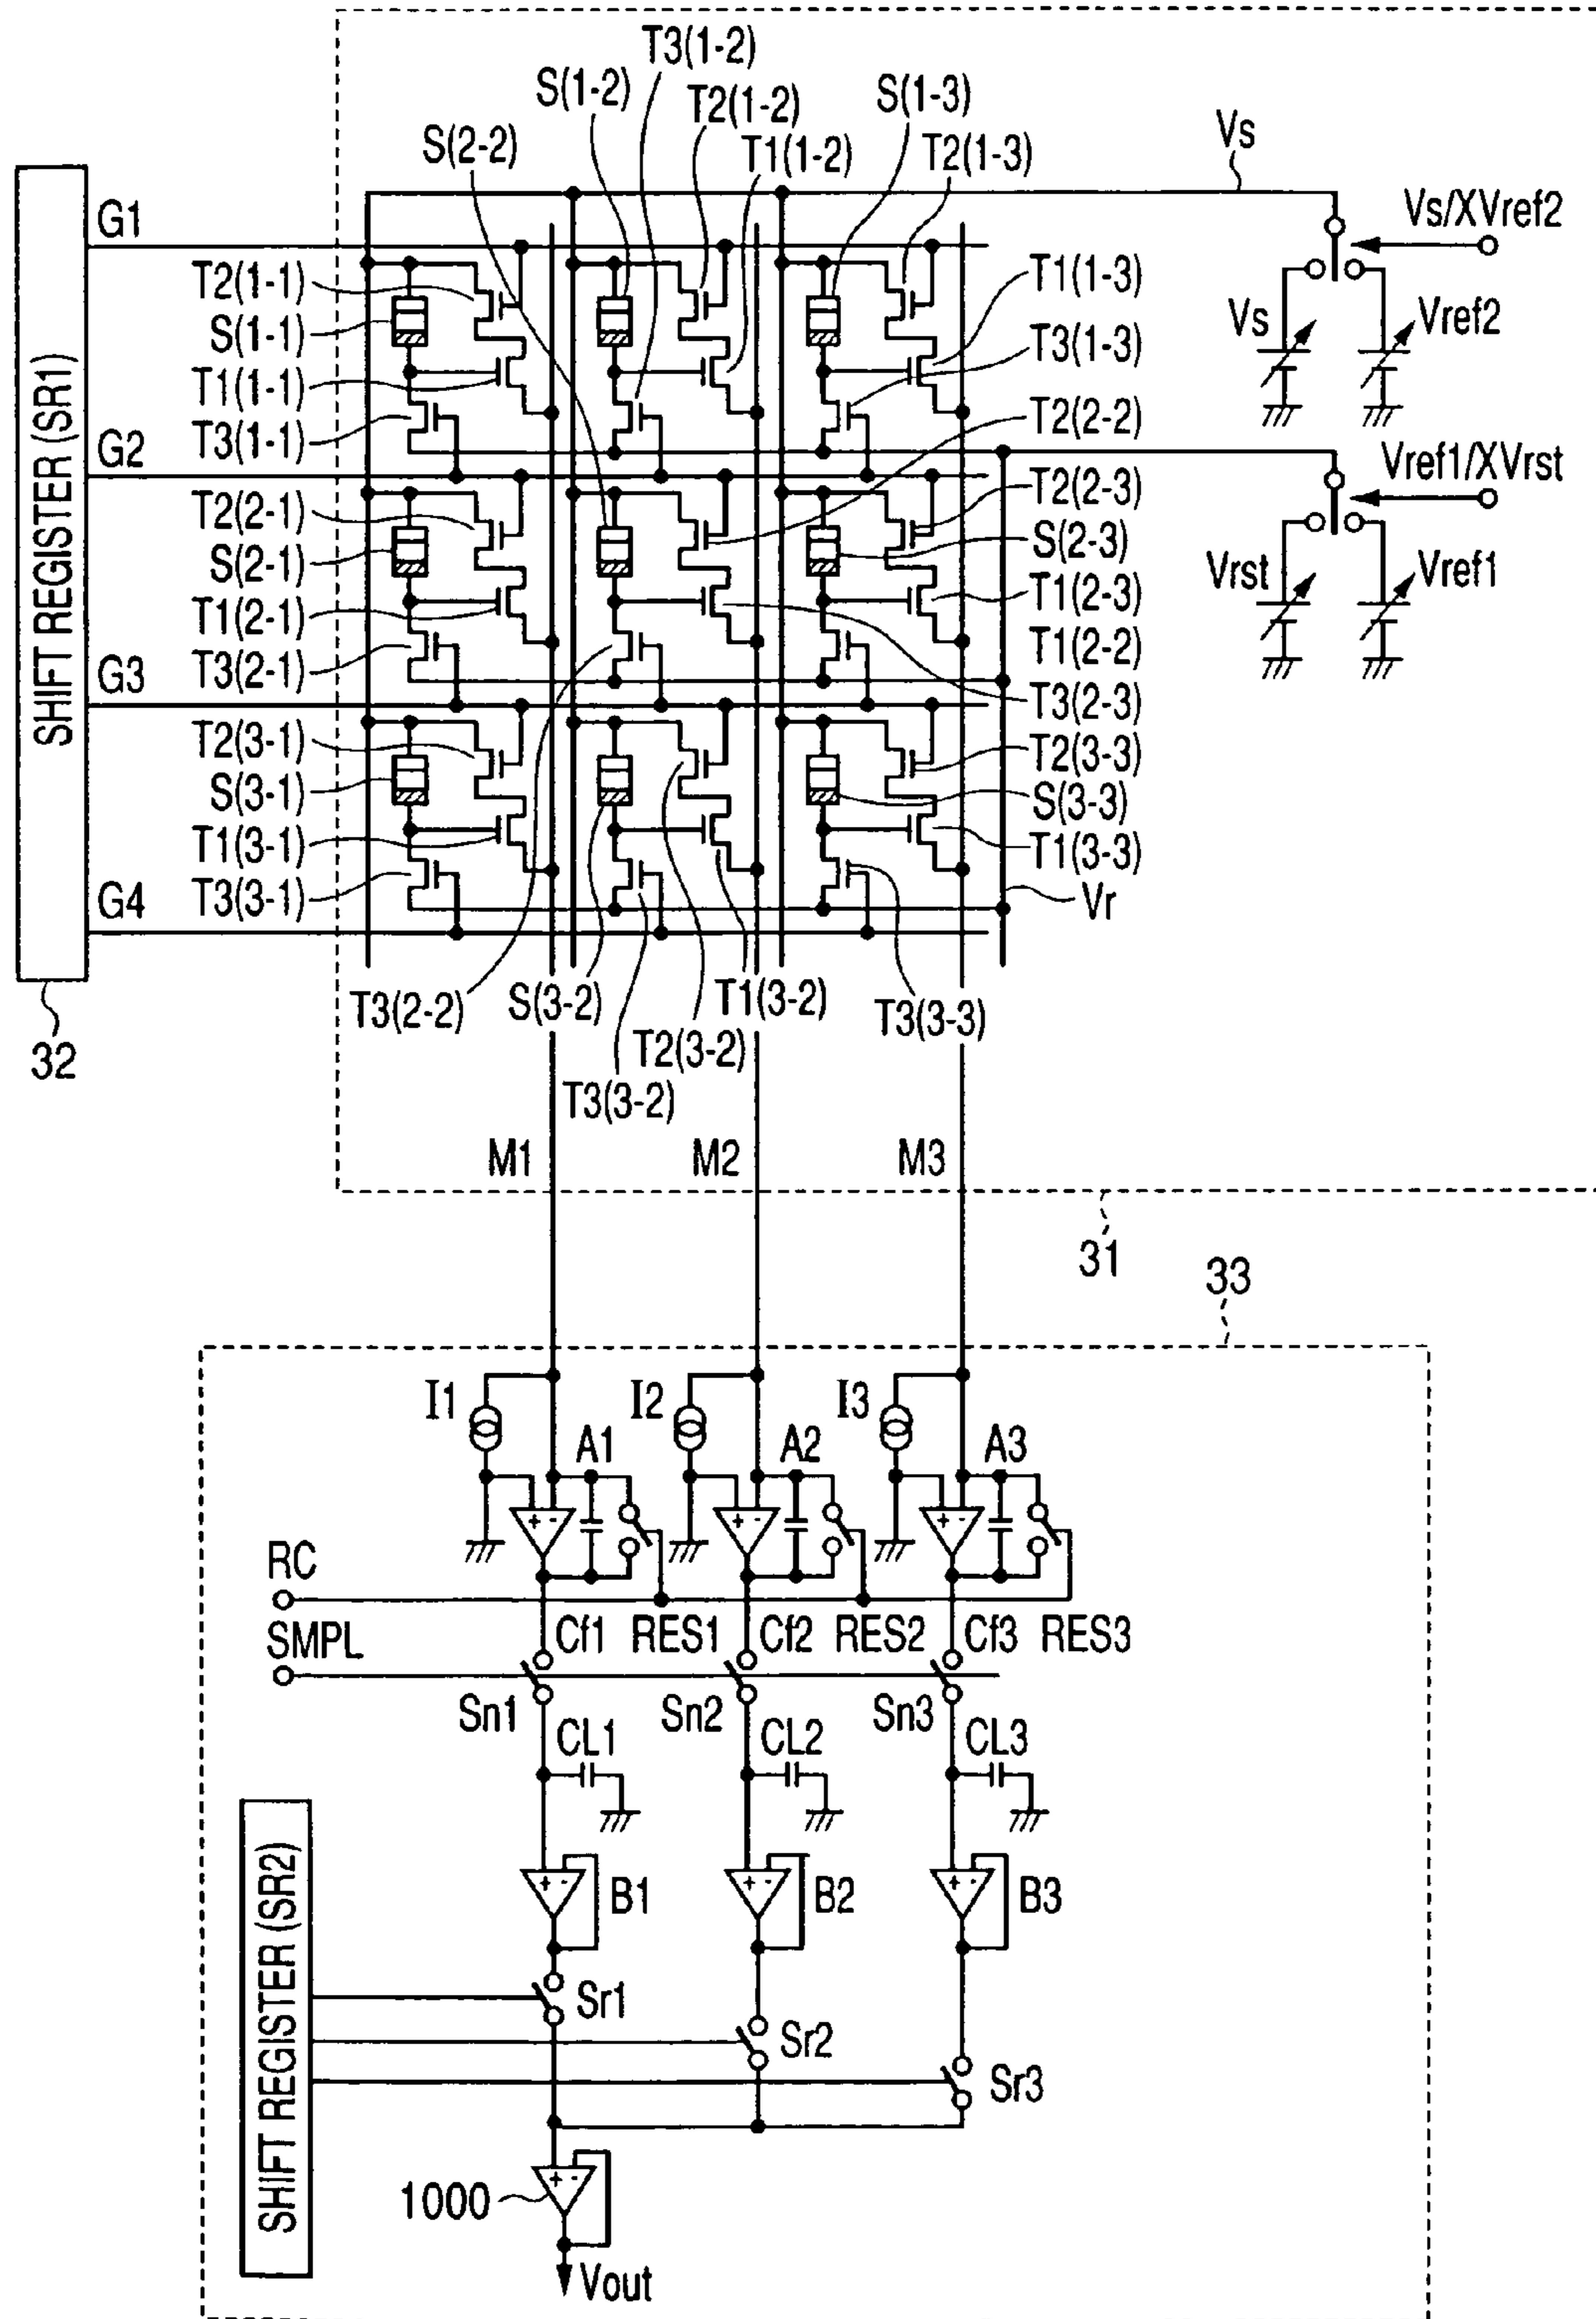 T3(1-2)
S(1-2)
T2(1-2)
S(1-3)
S(2-2)
T1(1-2)
T2(1-3)
Vs
G1
Vs/XVref2
T2(1-1)
T1(1-3)
S(1-1)
Vs
Vref2
T3(1-3)
T1(1-1)
T2(2-2)
T3(1-1)
G2
Vref1/XVrst
SHIFT REGISTER (SR1)
T2(2-1)
T2(2-3)
S(2-1)
S(2-3)
Vrst
Vref1
T1(2-1)
T1(2-3)
T1(2-2)
T3(2-1)
G3
T3(2-3)
T2(3-1)
T2(3-3)
S(3-1)
S(3-3)
T1(3-1)
T1(3-3)
T3(3-1)
G4
Vr
T3(2-2)
S(3-2)
T1(3-2)
T3(3-3)
32
T2(3-2)
T3(3-2)
M1
M2
M3
31
33
I1
I2
I3
A1
A2
A3
+ -
+ -
+ -
RC
SMPL
Cf1
RES1
Cf2
RES2
Cf3
RES3
Sn1
Sn2
Sn3
CL1
CL2
CL3
+ -
B1
+ -
B2
+ -
B3
SHIFT REGISTER (SR2)
Sr1
Sr2
Sr3
+ -
1000
Vout